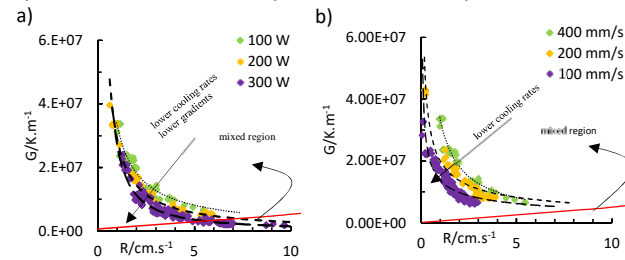 a)
6.E+07
4.E+07
2.E+07
0.E+00
G/K.m-1
100 W
200 W
300 W
lower cooling rates
lower gradients
mixed region
0
R/cm.s-1
5
10
b)
6.00E+07
4.00E+07
2.00E+07
0.00E+00
G/K.m-1
400 mm/s
200 mm/s
100 mm/s
lower cooling rates
mixed region
0
R/cm.s-1
5
10